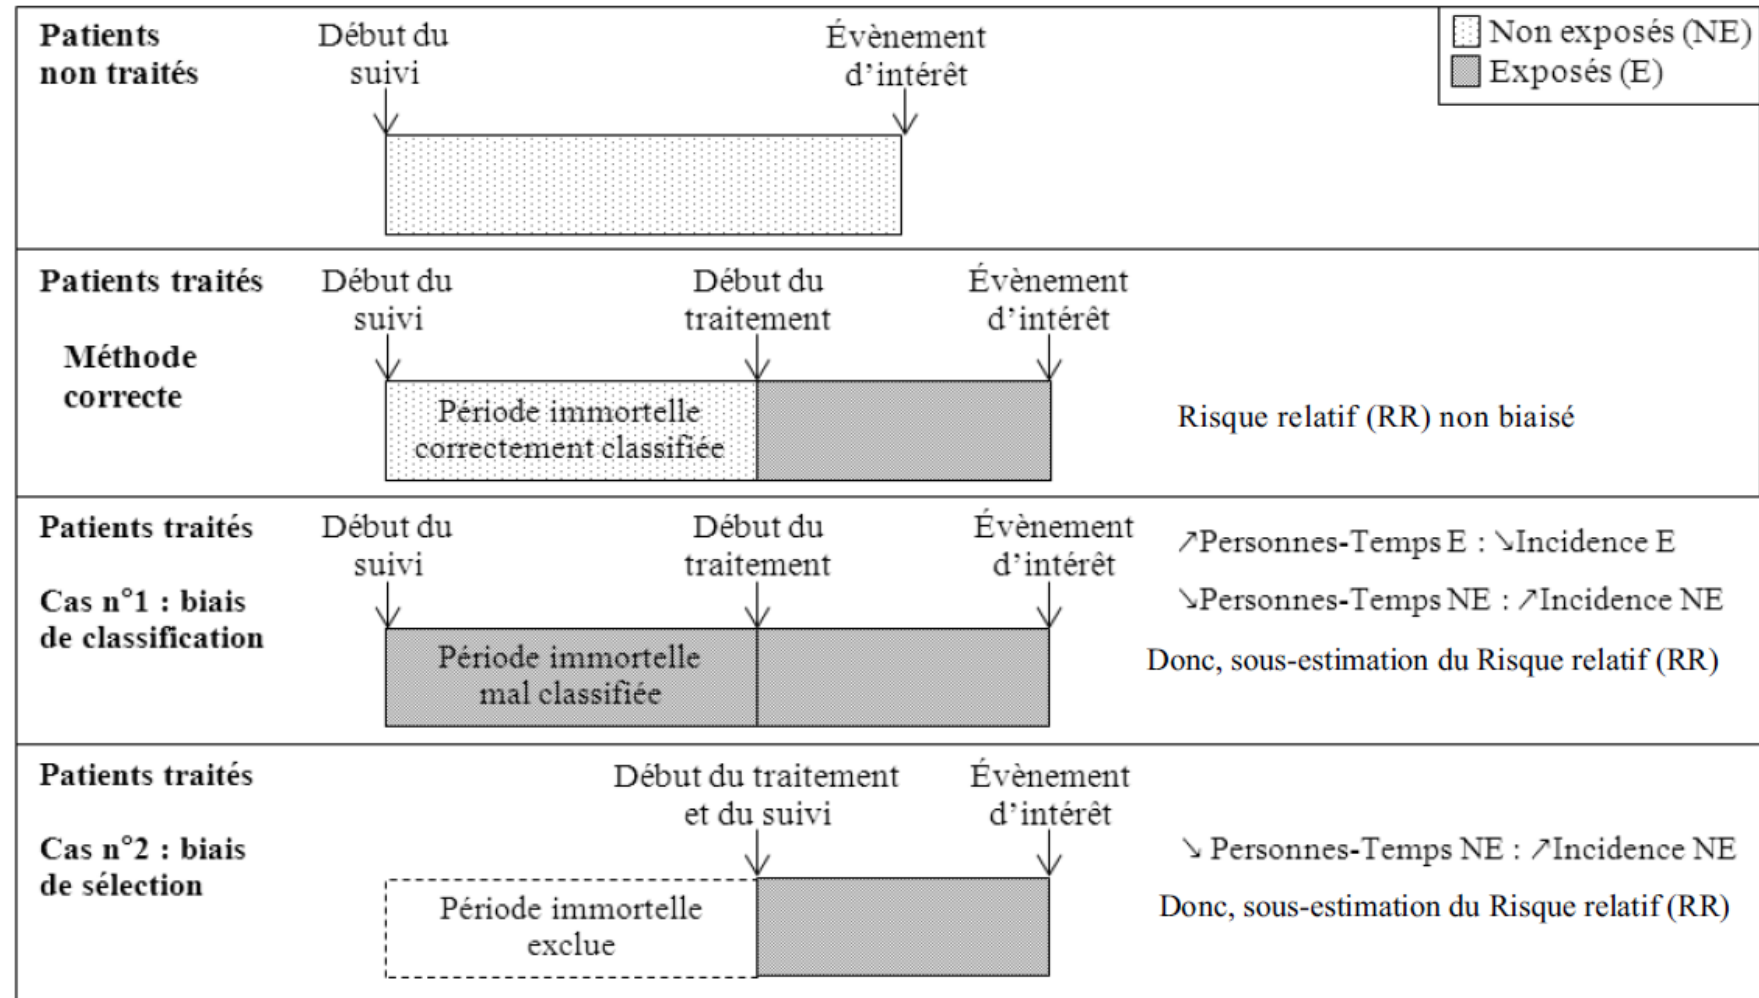 Patients
non traités
Début du
suivi
Évènement
d'intérêt
Non exposés (NE)
Exposés (E)
Patients traités
Méthode
correcte
Début du
suivi
Début du
traitement
Évènement
d'intérêt
Période immortelle
correctement classifiée
Risque relatif (RR) non biaisé
Patients traités
Cas n°1 : biais
de classification
Début du
suivi
Début du
traitement
Évènement
d'intérêt
Période immortelle
mal classifiée
↗Personnes-Temps E : ↘Incidence E
↘Personnes-Temps NE : ↗Incidence NE
Donc, sous-estimation du Risque relatif (RR)
Patients traités
Cas n°2 : biais
de sélection
Début du traitement
et du suivi
Évènement
d'intérêt
Période immortelle
exclue
↘ Personnes-Temps NE : ↗Incidence NE
Donc, sous-estimation du Risque relatif (RR)